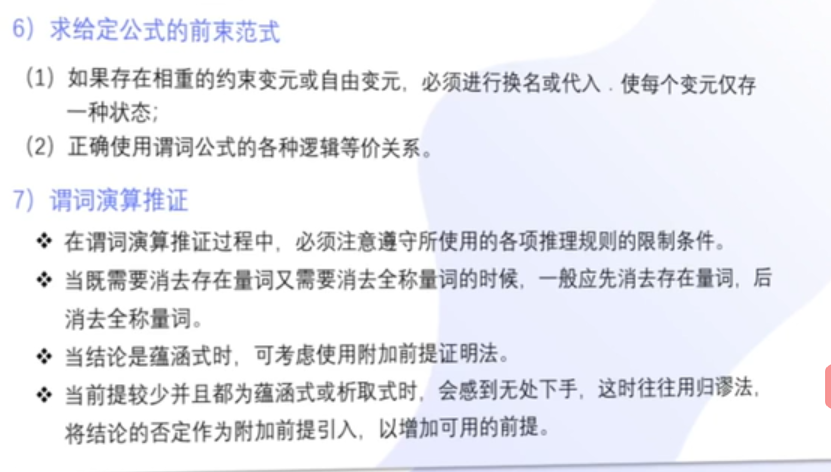 6）求给定公式的前束范式
（1）如果存在相重的约束变元或自由变元，必须进行换名或代入．使每个变元仅存
一种状态；
（2）正确使用谓词公式的各种逻辑等价关系。
7）谓词演算推证
❖ 在谓词演算推证过程中，必须注意遵守所使用的各项推理规则的限制条件。
❖ 当既需要消去存在量词又需要消去全称量词的时候，一般应先消去存在量词，后
消去全称量词。
❖ 当结论是蕴涵式时，可考虑使用附加前提证明法。
❖ 当前提较少并且都为蕴涵式或析取式时，会感到无处下手，这时往往用归谬法，
将结论的否定作为附加前提引入，以增加可用的前提。